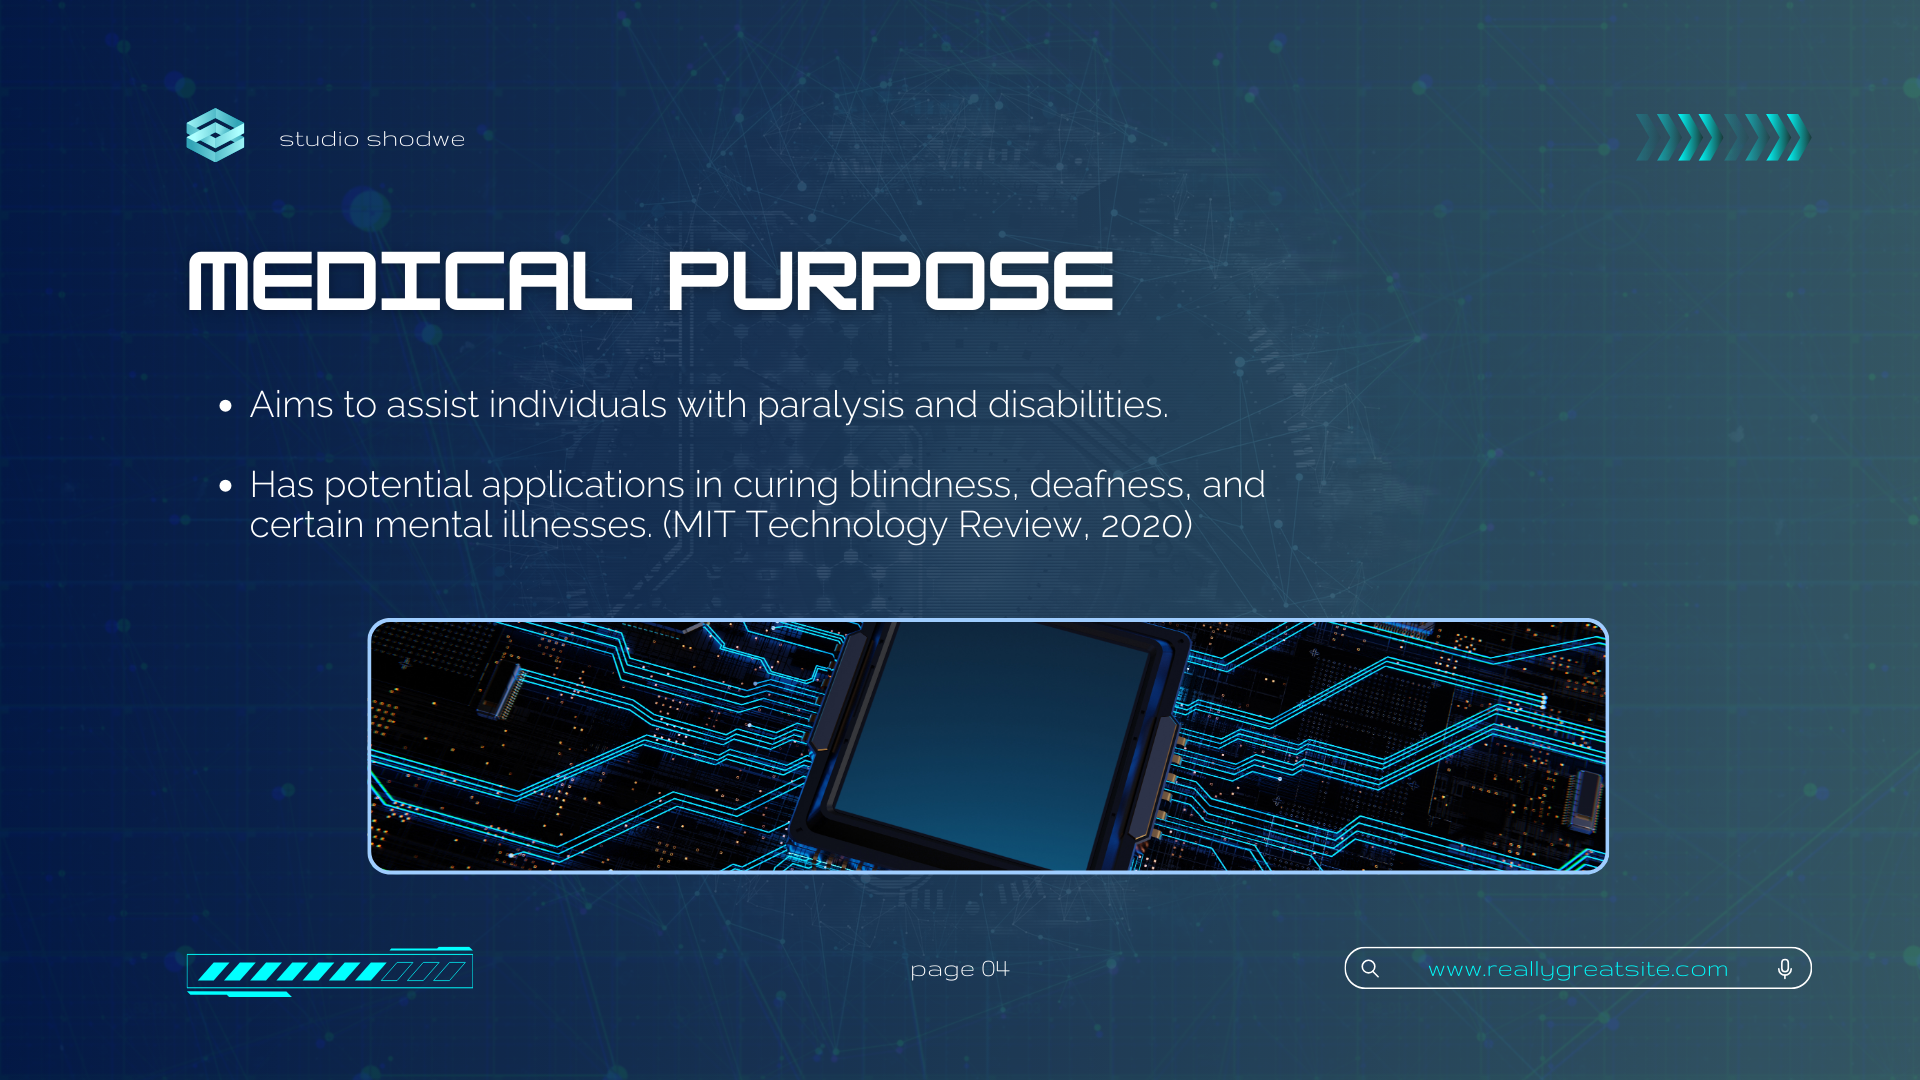 studio shodwe
MEDICAL PURPOSE
• Aims to assist individuals with paralysis and disabilities.
• Has potential applications in curing blindness, deafness, and
certain mental illnesses. (MIT Technology Review, 2020)
page 04
www.reallygreatsite.com